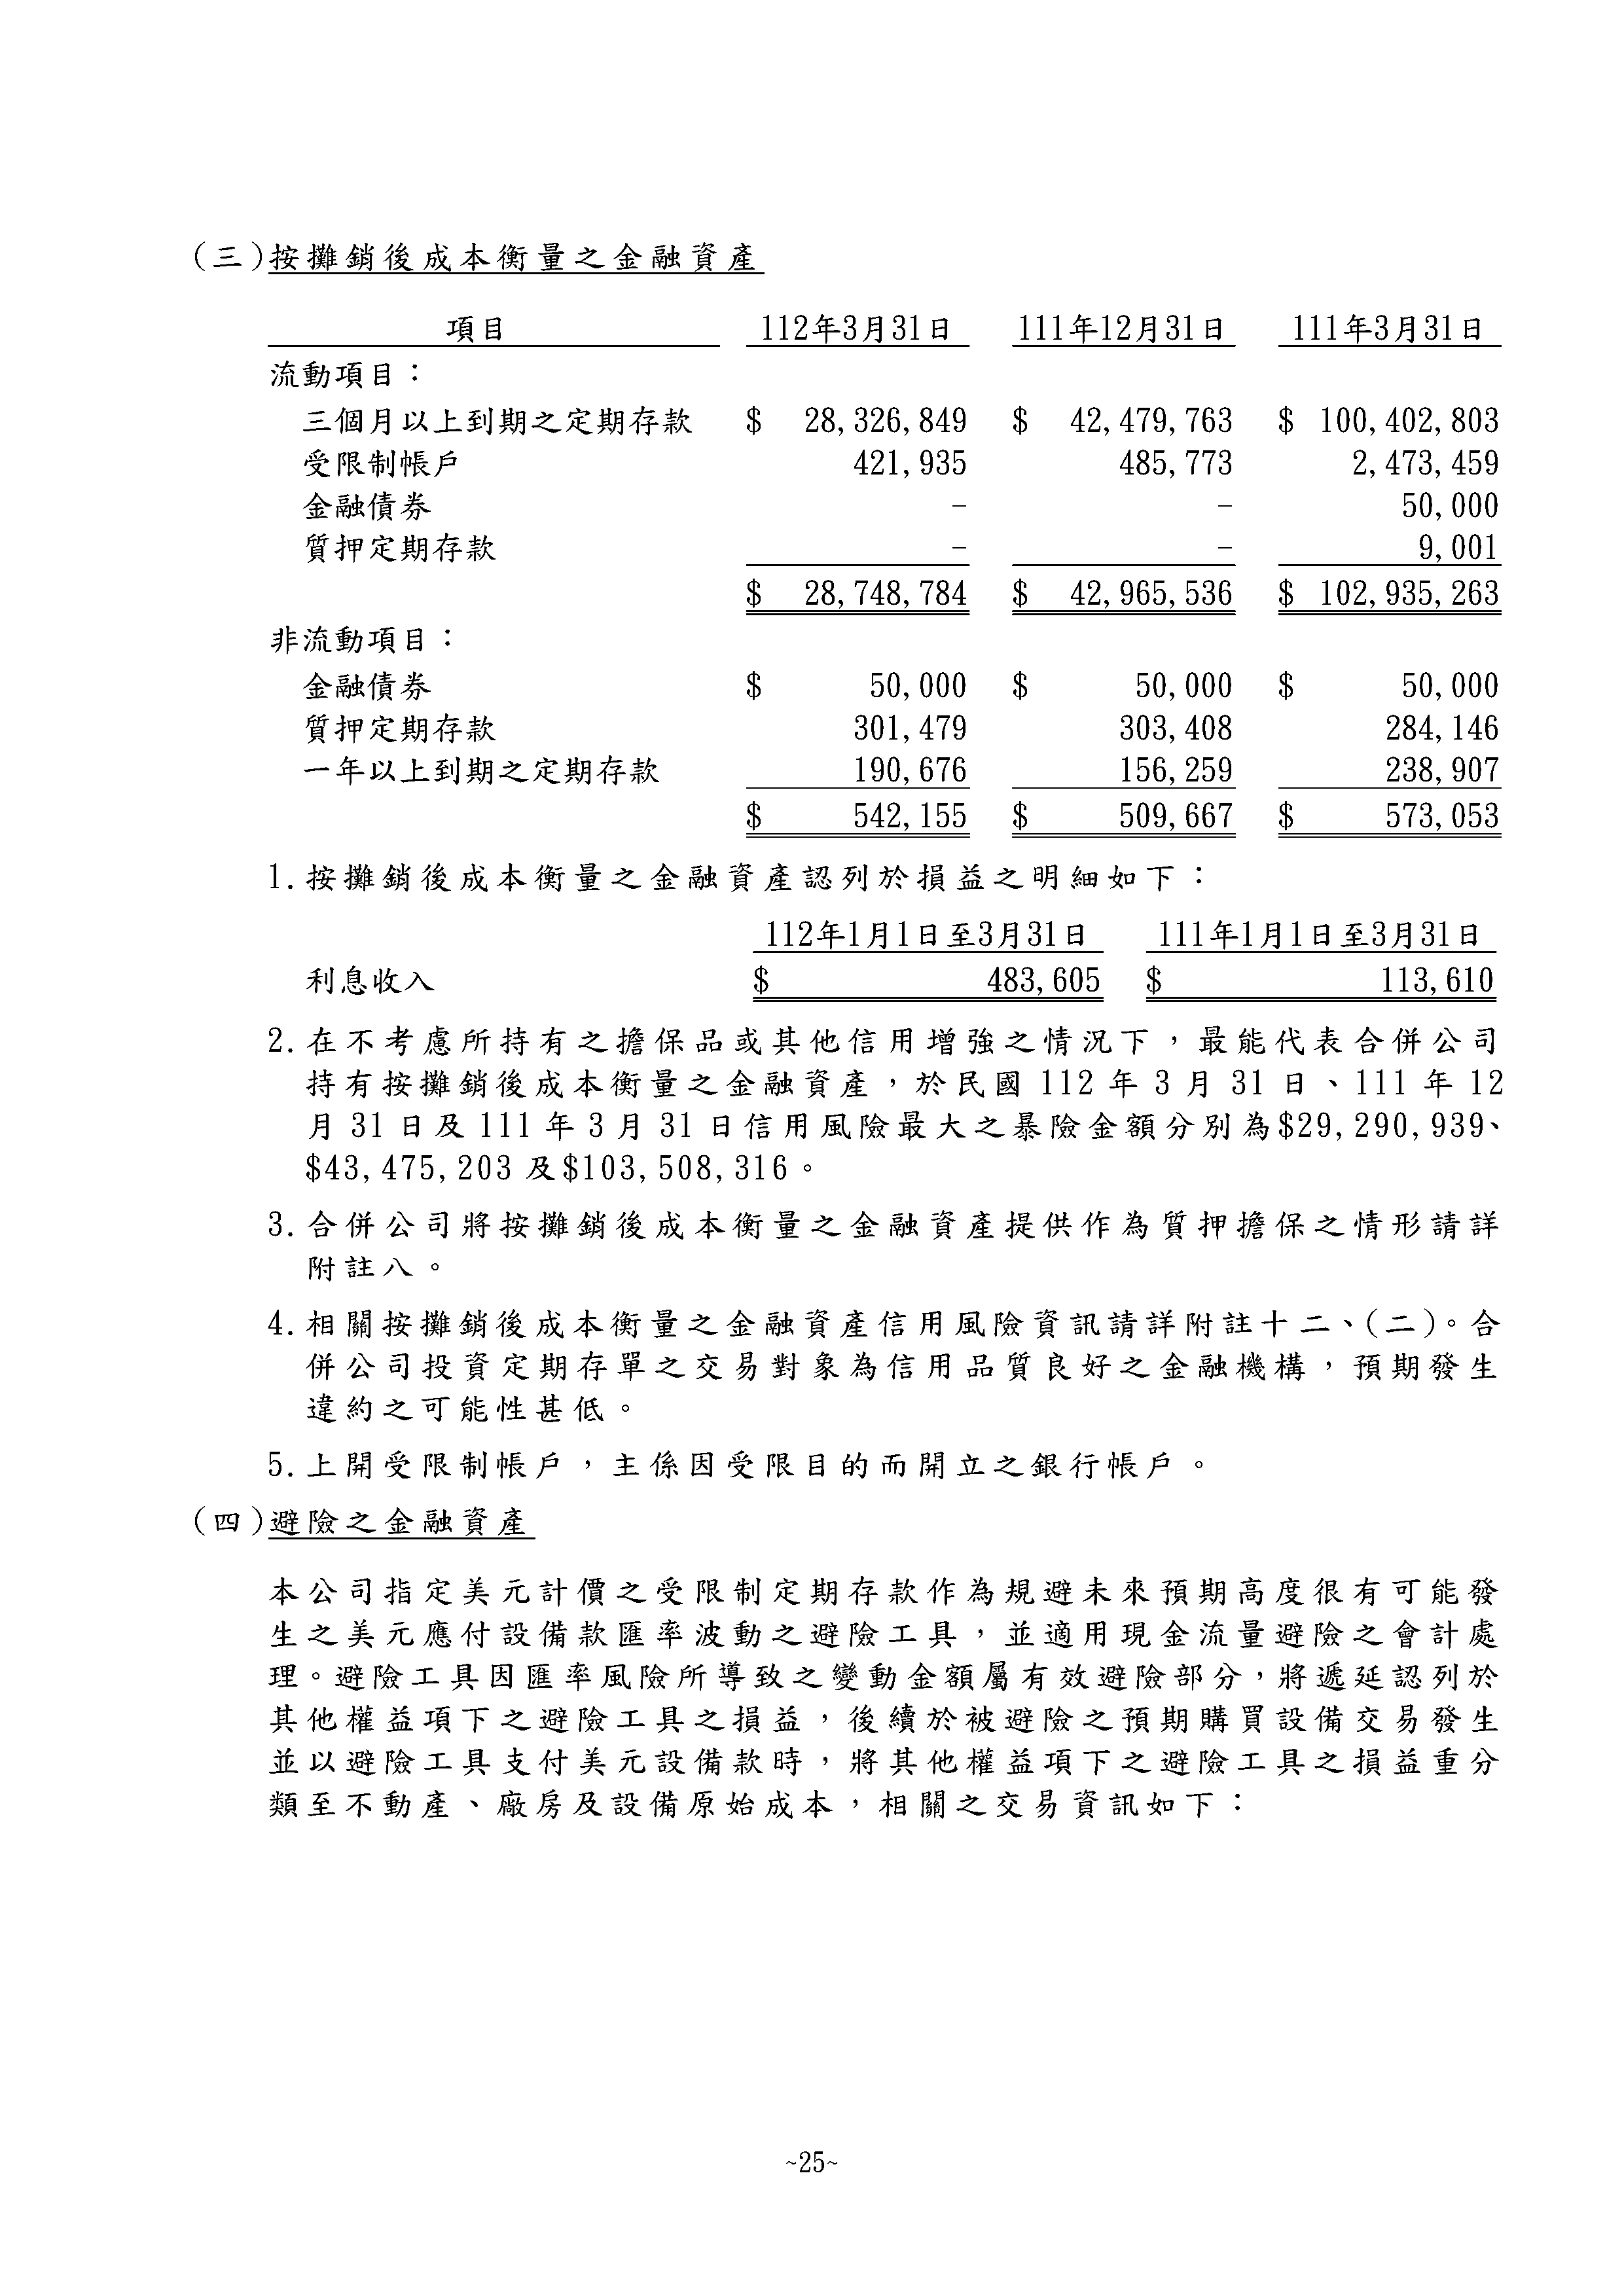 (三)按攤銷後成本衡量之金融資產
項目 112年3月31日 111年12月31日 111年3月31日
流動項目：
三個月以上到期之定期存款 $ 28,326,849 $ 42,479,763 $ 100,402,803
受限制帳戶 421,935 485,773 2,473,459
金融債券 - - 50,000
質押定期存款 - - 9,001
$ 28,748,784 $ 42,965,536 $ 102,935,263
非流動項目：
金融債券 $ 50,000 $ 50,000 $ 50,000
質押定期存款 301,479 303,408 284,146
一年以上到期之定期存款 190,676 156,259 238,907
$ 542,155 $ 509,667 $ 573,053
1.按攤銷後成本衡量之金融資產認列於損益之明細如下：
112年1月1日至3月31日 111年1月1日至3月31日
利息收入 $ 483,605 $ 113,610
2.在不考慮所持有之擔保品或其他信用增強之情況下，最能代表合併公司
持有按攤銷後成本衡量之金融資產，於民國 112 年 3 月 31 日、111 年 12
月 31 日及 111 年 3 月 31 日信用風險最大之暴險金額分別為$29,290,939、
$43,475,203 及$103,508,316。
3.合併公司將按攤銷後成本衡量之金融資產提供作為質押擔保之情形請詳
附註八。
4.相關按攤銷後成本衡量之金融資產信用風險資訊請詳附註十二、(二)。合
併公司投資定期存單之交易對象為信用品質良好之金融機構，預期發生
違約之可能性甚低。
5.上開受限制帳戶，主係因受限目的而開立之銀行帳戶。
(四)避險之金融資產
本公司指定美元計價之受限制定期存款作為規避未來預期高度很有可能發
生之美元應付設備款匯率波動之避險工具，並適用現金流量避險之會計處
理。避險工具因匯率風險所導致之變動金額屬有效避險部分，將遞延認列於
其他權益項下之避險工具之損益，後續於被避險之預期購買設備交易發生
並以避險工具支付美元設備款時，將其他權益項下之避險工具之損益重分
類至不動產、廠房及設備原始成本，相關之交易資訊如下：
~25~